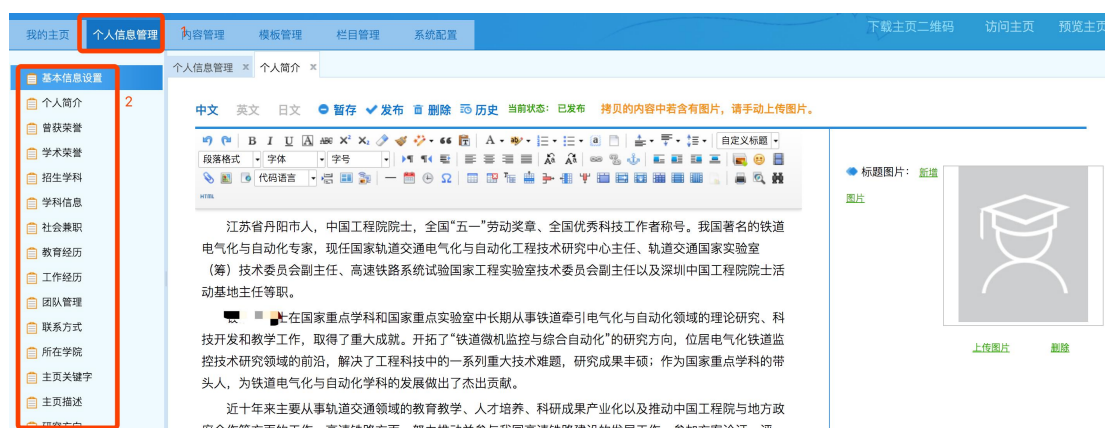 我的主页 个人信息管理 1 内容管理 模板管理 栏目管理 系统配置 下载主页二维码 访问主页 预览主页
个人信息管理 × 个人简介 ×
基本信息设置
个人简介 2
曾获荣誉
学术荣誉
招生学科
学科信息
社会兼职
教育经历
工作经历
团队管理
联系方式
所在学院
主页关键字
主页描述
研究方向
中文 英文 日文 暂存 发布 删除 历史 当前状态：已发布 拷贝的内容中若含有图片，请手动上传图片。
自定义标题
段落格式 字体 字号
代码语言
HTML
江苏省丹阳市人，中国工程院院士，全国“五一”劳动奖章、全国优秀科技工作者称号。我国著名的铁道
电气化与自动化专家，现任国家轨道交通电气化与自动化工程技术研究中心主任、轨道交通国家实验室
（筹）技术委员会副主任、高速铁路系统试验国家工程实验室技术委员会副主任以及深圳中国工程院院士活
动基地主任等职。
士在国家重点学科和国家重点实验室中长期从事铁道牵引电气化与自动化领域的理论研究、科
技开发和教学工作，取得了重大成就。开拓了“铁道微机监控与综合自动化”的研究方向，位居电气化铁道监
控技术研究领域的前沿，解决了工程科技中的一系列重大技术难题，研究成果丰硕；作为国家重点学科的带
头人，为铁道电气化与自动化学科的发展做出了杰出贡献。
近十年来主要从事轨道交通领域的教育教学、人才培养、科研成果产业化以及推动中国工程院与地方政
标题图片： 新增
图片
上传图片 删除